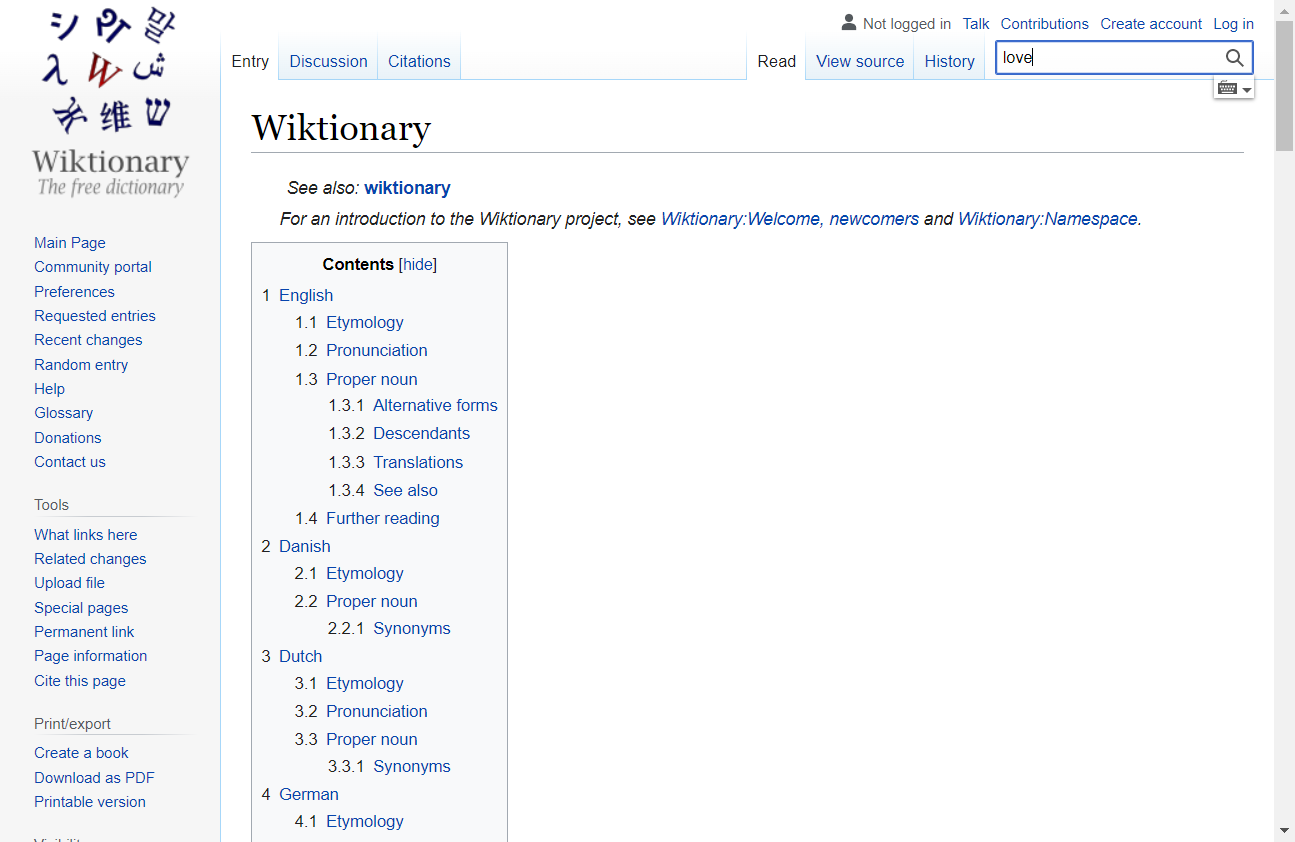 シ வி 말
λ W ش
ネ 维 ש
Wiktionary
The free dictionary
Not logged in Talk Contributions Create account Log in
Entry Discussion Citations Read View source History love
Wiktionary
See also: wiktionary
For an introduction to the Wiktionary project, see Wiktionary:Welcome, newcomers and Wiktionary:Namespace.
Main Page
Community portal
Preferences
Requested entries
Recent changes
Random entry
Help
Glossary
Donations
Contact us
Tools
What links here
Related changes
Upload file
Special pages
Permanent link
Page information
Cite this page
Print/export
Create a book
Download as PDF
Printable version
Contents [hide]
1 English
1.1 Etymology
1.2 Pronunciation
1.3 Proper noun
1.3.1 Alternative forms
1.3.2 Descendants
1.3.3 Translations
1.3.4 See also
1.4 Further reading
2 Danish
2.1 Etymology
2.2 Proper noun
2.2.1 Synonyms
3 Dutch
3.1 Etymology
3.2 Pronunciation
3.3 Proper noun
3.3.1 Synonyms
4 German
4.1 Etymology